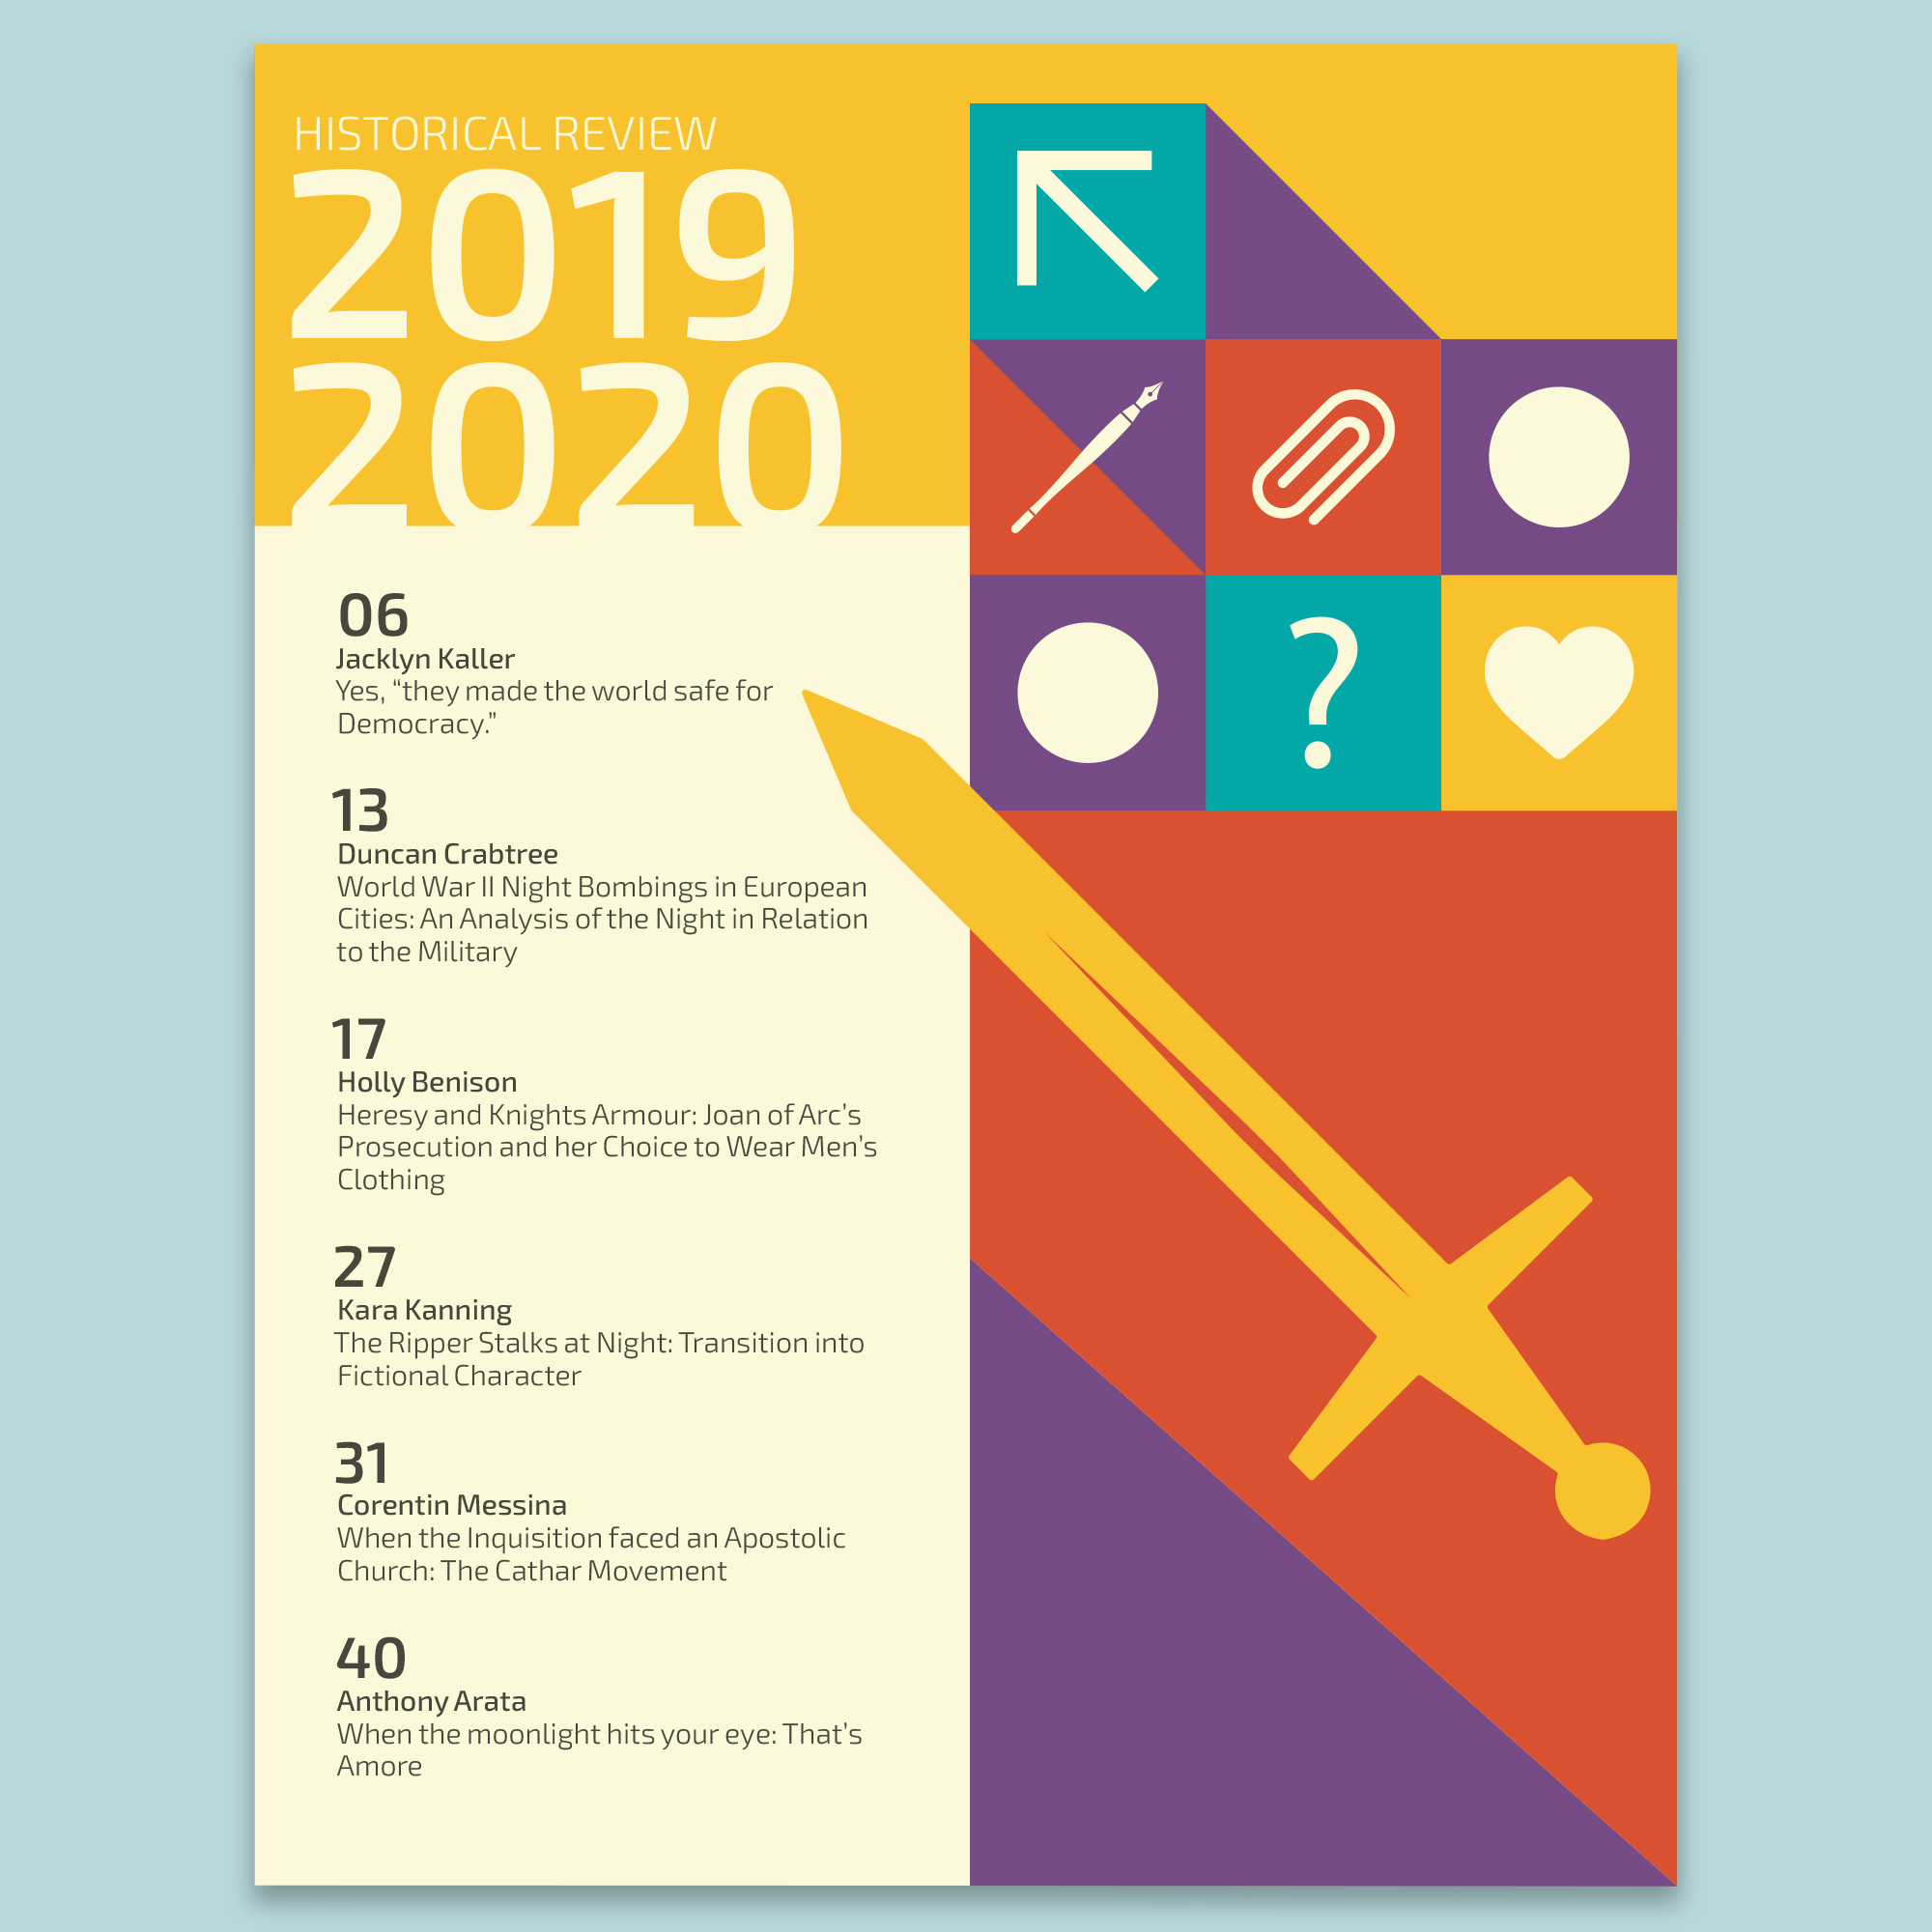 HISTORICAL REVIEW
2019
2020
06
Jacklyn Kaller
Yes, “they made the world safe for
Democracy.”
13
Duncan Crabtree
World War II Night Bombings in European
Cities: An Analysis of the Night in Relation
to the Military
17
Holly Benison
Heresy and Knights Armour: Joan of Arc’s
Prosecution and her Choice to Wear Men’s
Clothing
27
Kara Kanning
The Ripper Stalks at Night: Transition into
Fictional Character
31
Corentin Messina
When the Inquisition faced an Apostolic
Church: The Cathar Movement
40
Anthony Arata
When the moonlight hits your eye: That’s
Amore
?